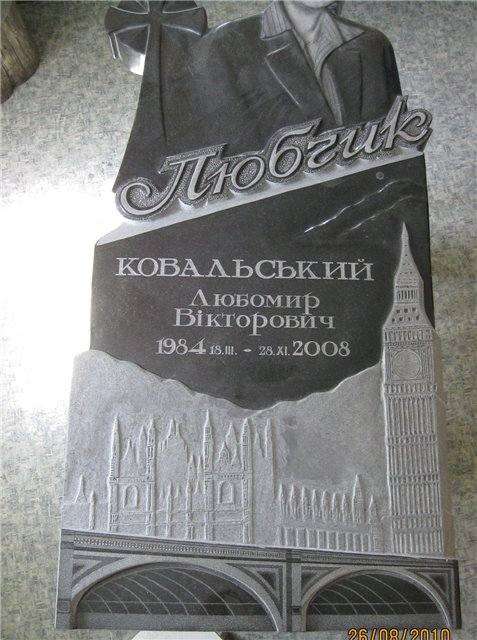 Любчик
КОВАЛЬСЬКИЙ
Любомир
Вікторович
1984 18.III. - 28.XI. 2008
26/08/2010